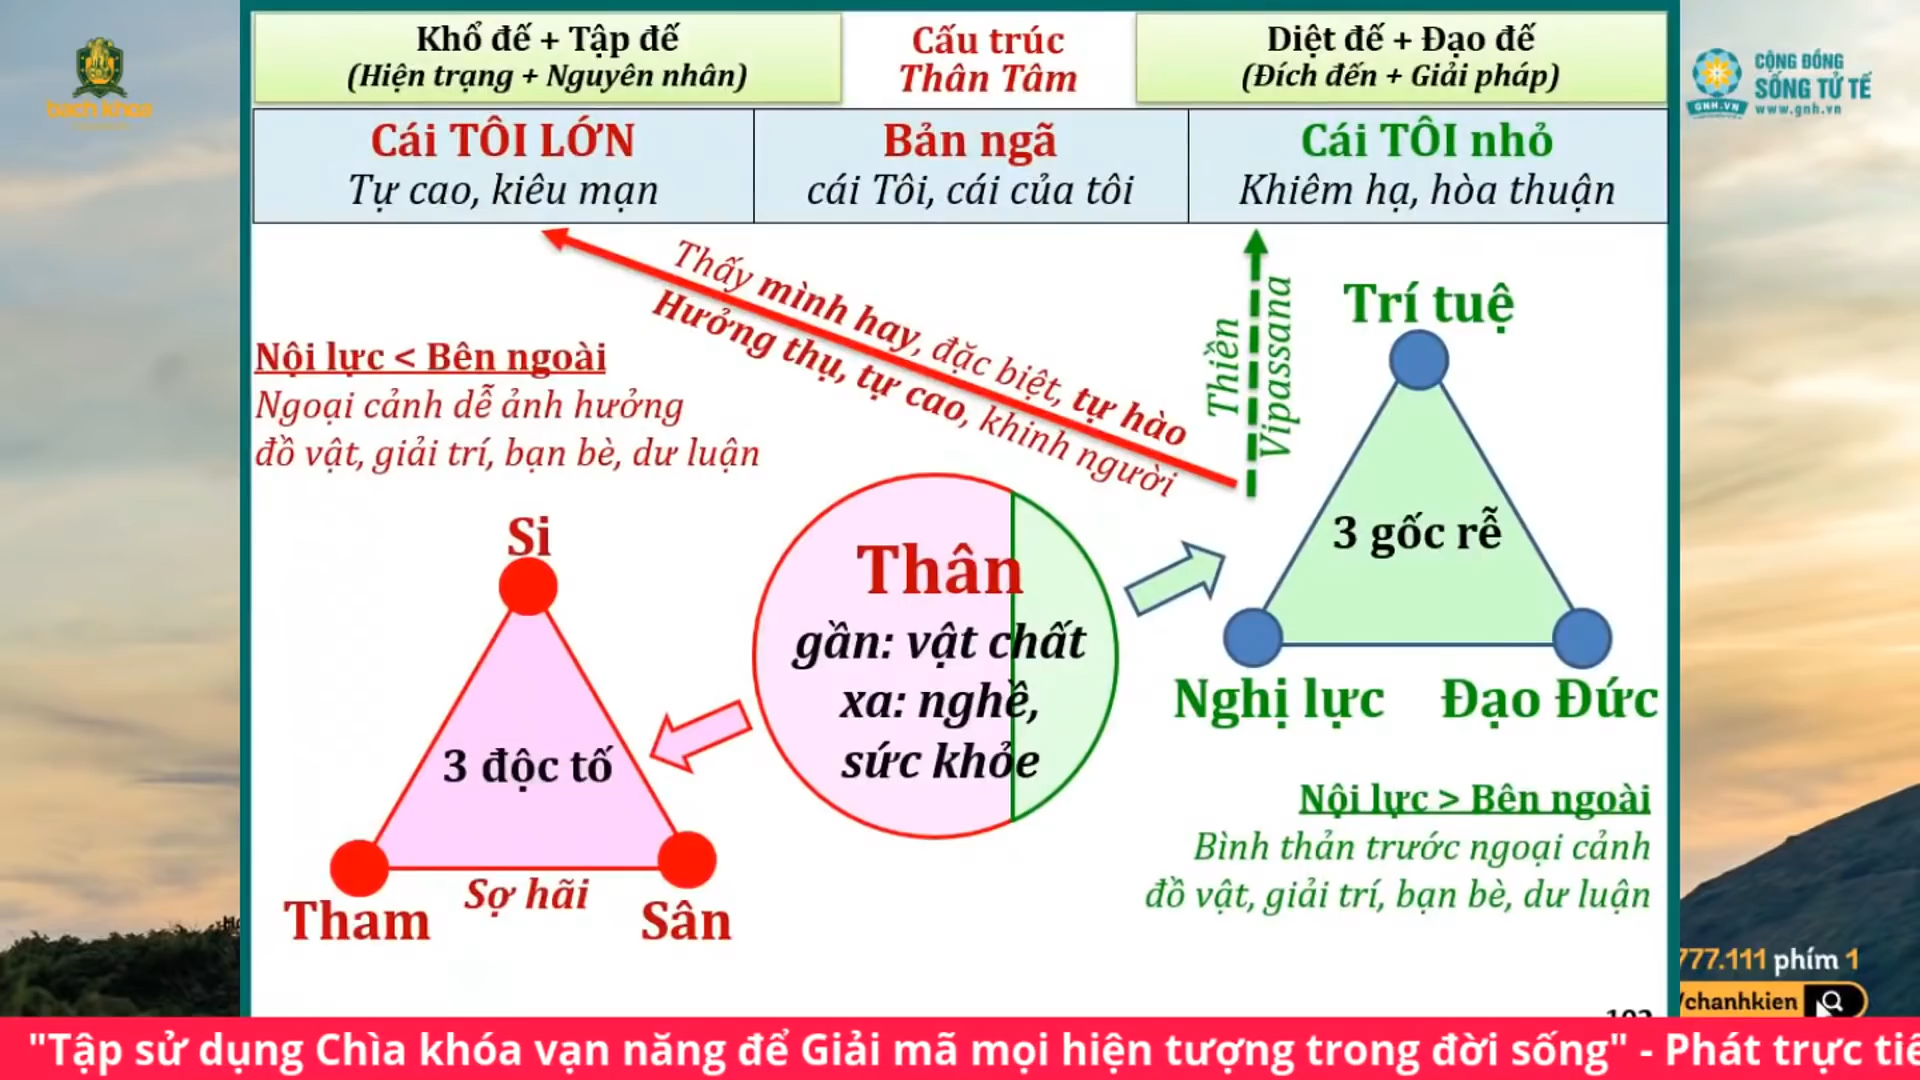 bach khoa
Khổ đế + Tập đế
(Hiện trạng + Nguyên nhân)
Cấu trúc
Thân Tâm
Diệt đế + Đạo đế
(Đích đến + Giải pháp)
CỘNG ĐỒNG
SỐNG TỬ TẾ
www.gnh.vn
GNH.VN
Cái TÔI LỚN
Tự cao, kiêu mạn
Bản ngã
cái Tôi, cái của tôi
Cái TÔI nhỏ
Khiêm hạ, hòa thuận
Thấy mình hay, đặc biệt, tự hào
Hưởng thụ, tự cao, khinh người
Thiền
Vipassana
Trí tuệ
3 gốc rễ
Nghị lực
Đạo Đức
Nội lực < Bên ngoài
Ngoại cảnh dễ ảnh hưởng
đồ vật, giải trí, bạn bè, dư luận
Si
3 độc tố
Tham
Sợ hãi
Sân
Thân
gần: vật chất
xa: nghề,
sức khỏe
Nội lực > Bên ngoài
Bình thản trước ngoại cảnh
đồ vật, giải trí, bạn bè, dư luận
777.111 phím 1
/chanhkien
"Tập sử dụng Chìa khóa vạn năng để Giải mã mọi hiện tượng trong đời sống" - Phát trực tiế